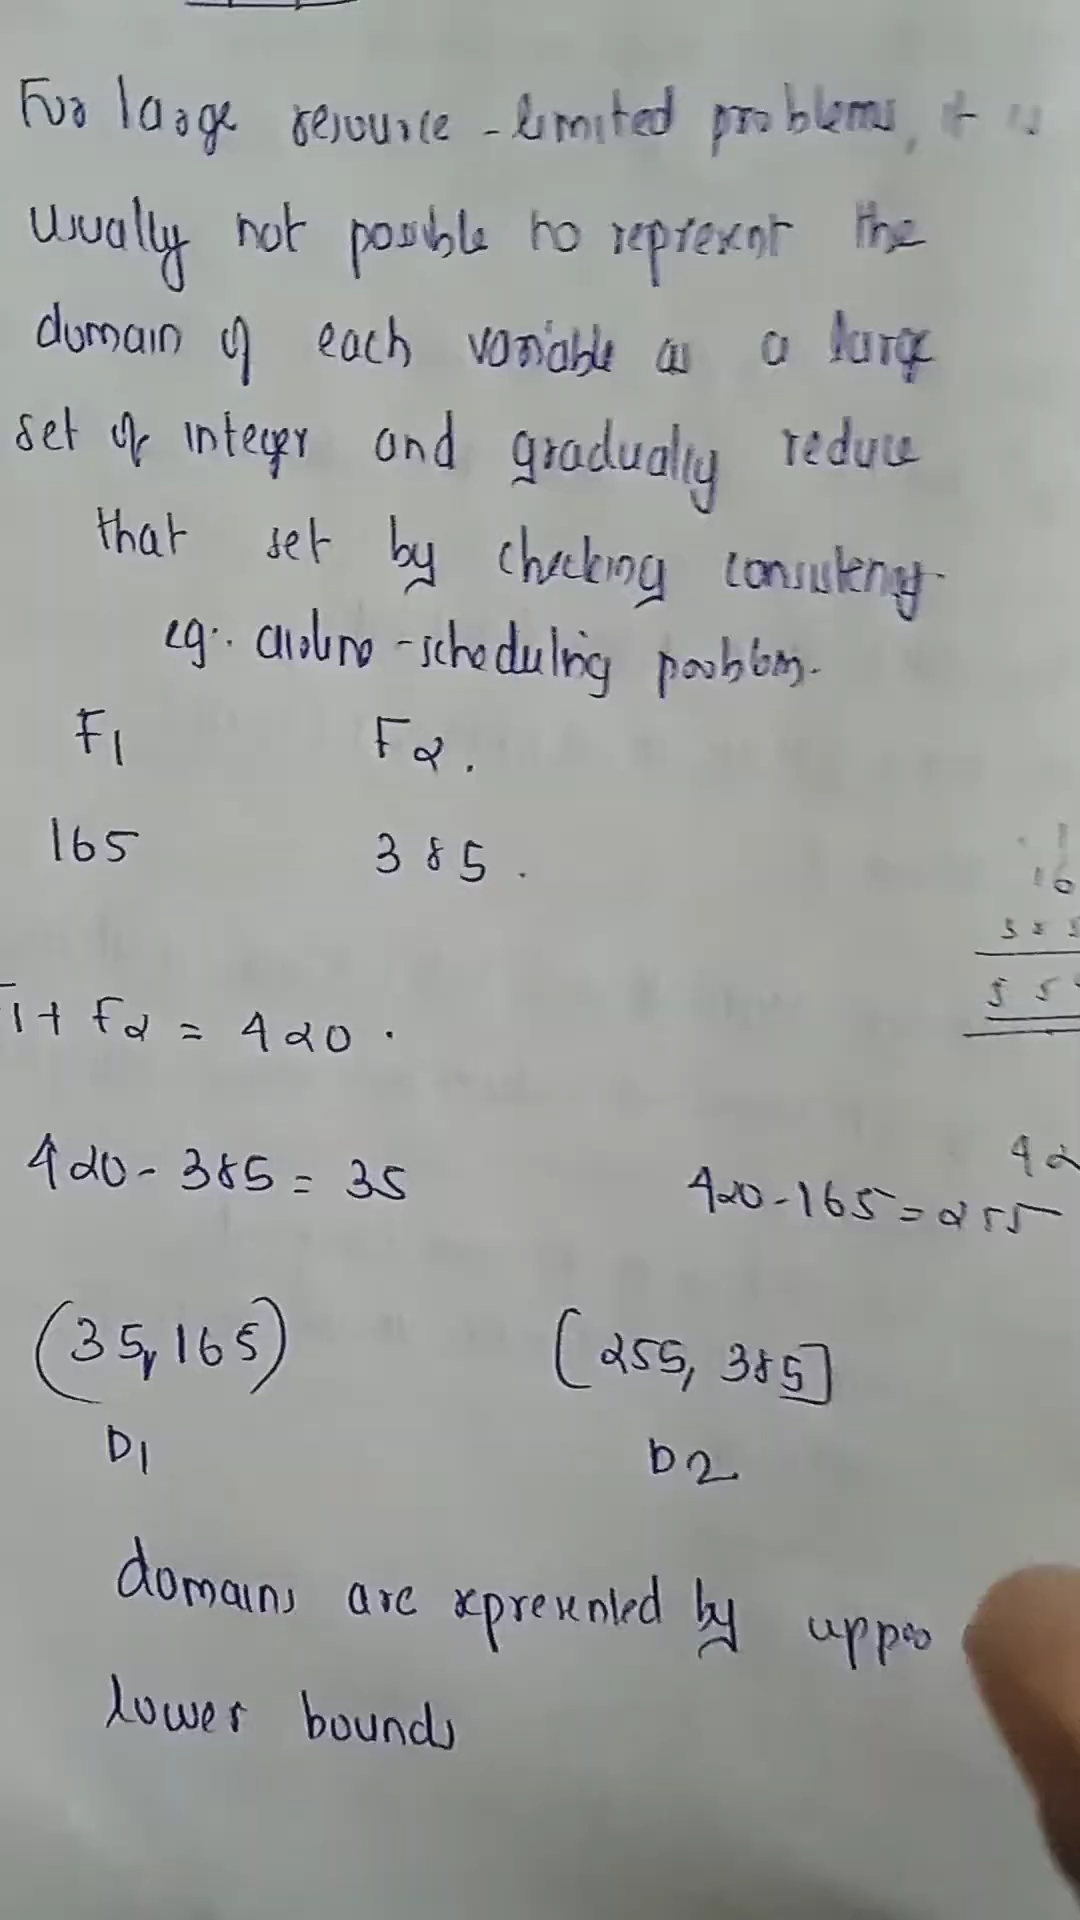 For large resource-limited problems, it is
usually not possible to represent the
domain of each variable as a large
set of integer and gradually reduce
that set by checking consistency.
eg:. airline-scheduling problem.
F1 F2.
165 385.
F1 + F2 = 420.
420 - 385 = 35
420 - 165 = 255
(35, 165) [255, 385]
D1 D2
domains are represented by upper
lower bounds